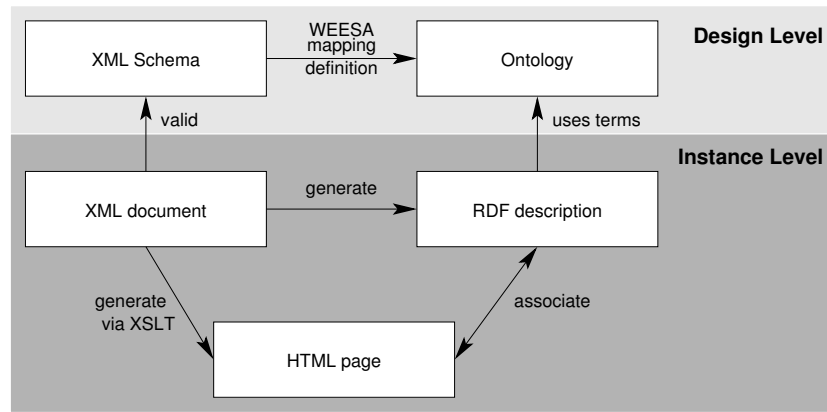 WEESA
mapping
definition
Design Level
XML Schema
Ontology
valid
uses terms
Instance Level
XML document
generate
RDF description
generate
via XSLT
associate
HTML page